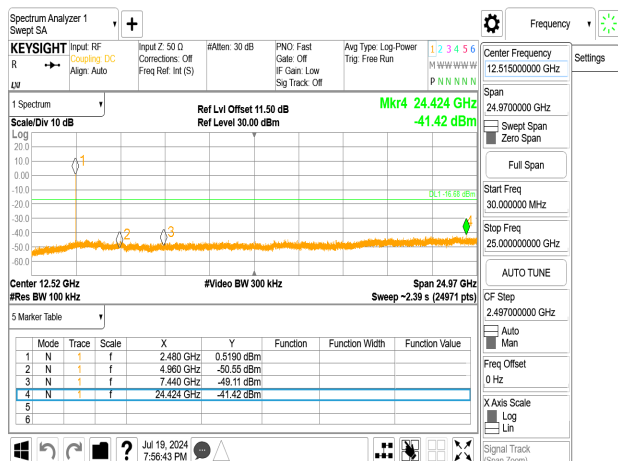 Spectrum Analyzer 1
Swept SA
Frequency
KEYSIGHT
R
Input: RF
Coupling: DC
Align: Auto
Input Z: 50 Ω
Corrections: Off
Freq Ref: Int (S)
#Atten: 30 dB
PNO: Fast
Gate: Off
IF Gain: Low
Sig Track: Off
Avg Type: Log-Power
Trig: Free Run
1 2 3 4 5 6
M W W W W W
P N N N N N
Settings
Center Frequency
12.515000000 GHz
Span
24.9700000 GHz
Swept Span
Zero Span
Full Span
Start Freq
30.000000 MHz
Stop Freq
25.000000000 GHz
AUTO TUNE
CF Step
2.497000000 GHz
Auto
Man
Freq Offset
0 Hz
X Axis Scale
Log
Lin
Signal Track
(Span Zoom)
1 Spectrum
Scale/Div 10 dB
Ref Lvl Offset 11.50 dB
Ref Level 30.00 dBm
Mkr4 24.424 GHz
-41.42 dBm
Log
20.0
10.0
0.00
-10.0
-20.0
-30.0
-40.0
-50.0
-60.0
1
2
3
4
DL1 -16.66 dBm
Center 12.52 GHz
#Res BW 100 kHz
#Video BW 300 kHz
Span 24.97 GHz
Sweep ~2.39 s (24971 pts)
5 Marker Table
Mode Trace Scale X Y Function Function Width Function Value
1 N 1 f 2.480 GHz 0.5190 dBm
2 N 1 f 4.960 GHz -50.55 dBm
3 N 1 f 7.440 GHz -49.11 dBm
4 N 1 f 24.424 GHz -41.42 dBm
5
6
?
Jul 19, 2024
7:56:43 PM